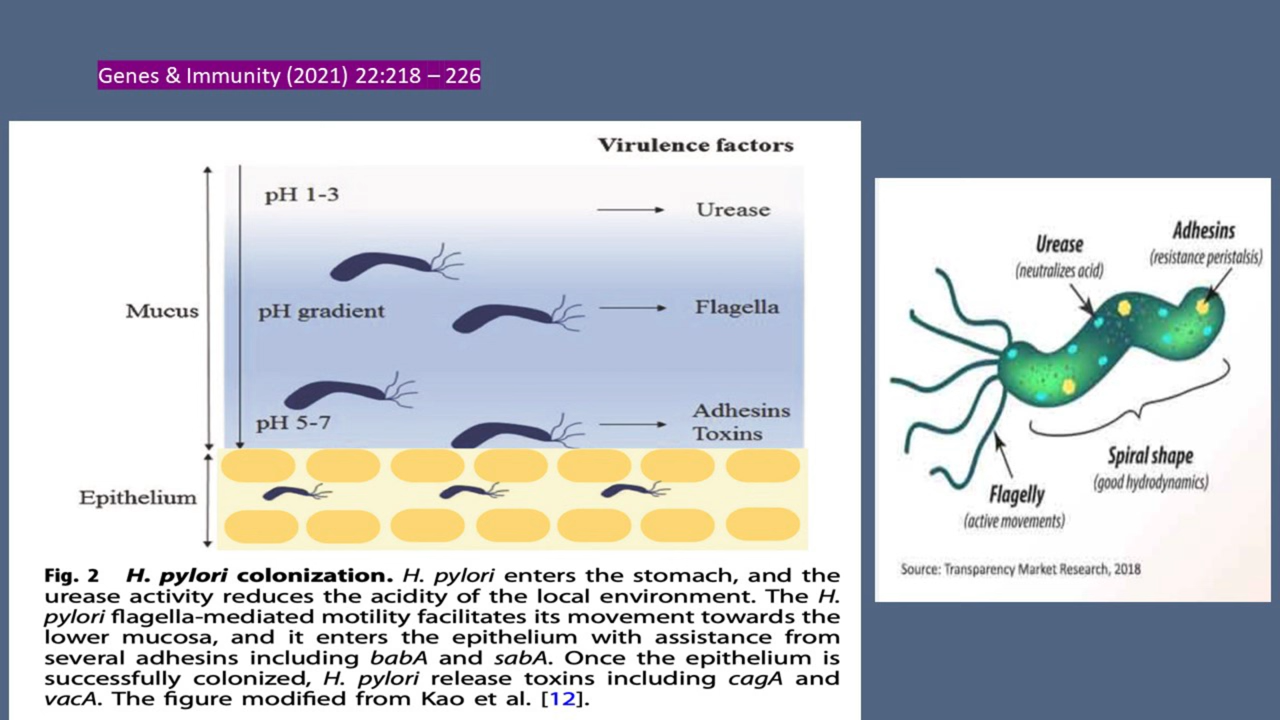 Genes & Immunity (2021) 22:218 – 226
Virulence factors
pH 1-3
Urease
Mucus
pH gradient
Flagella
pH 5-7
Adhesins
Toxins
Epithelium
Fig. 2 H. pylori colonization. H. pylori enters the stomach, and the
urease activity reduces the acidity of the local environment. The H.
pylori flagella-mediated motility facilitates its movement towards the
lower mucosa, and it enters the epithelium with assistance from
several adhesins including babA and sabA. Once the epithelium is
successfully colonized, H. pylori release toxins including cagA and
vacA. The figure modified from Kao et al. [12].
Urease
(neutralizes acid)
Adhesins
(resistance peristalsis)
Spiral shape
(good hydrodynamics)
Flagelly
(active movements)
Source: Transparency Market Research, 2018